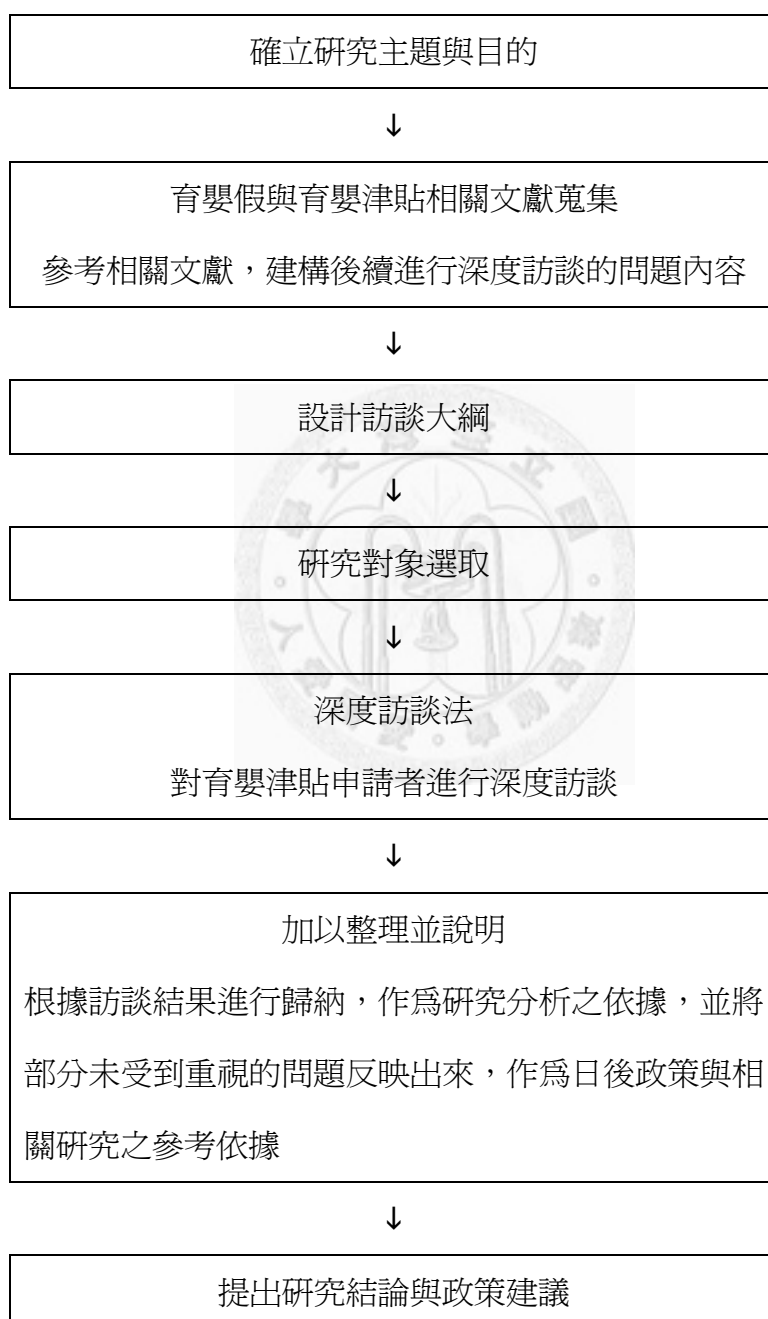 確立研究主題與目的
↓
育嬰假與育嬰津貼相關文獻蒐集
參考相關文獻，建構後續進行深度訪談的問題內容
↓
設計訪談大綱
↓
研究對象選取
↓
深度訪談法
對育嬰津貼申請者進行深度訪談
↓
加以整理並說明
根據訪談結果進行歸納，作為研究分析之依據，並將
部分未受到重視的問題反映出來，作為日後政策與相
關研究之參考依據
↓
提出研究結論與政策建議